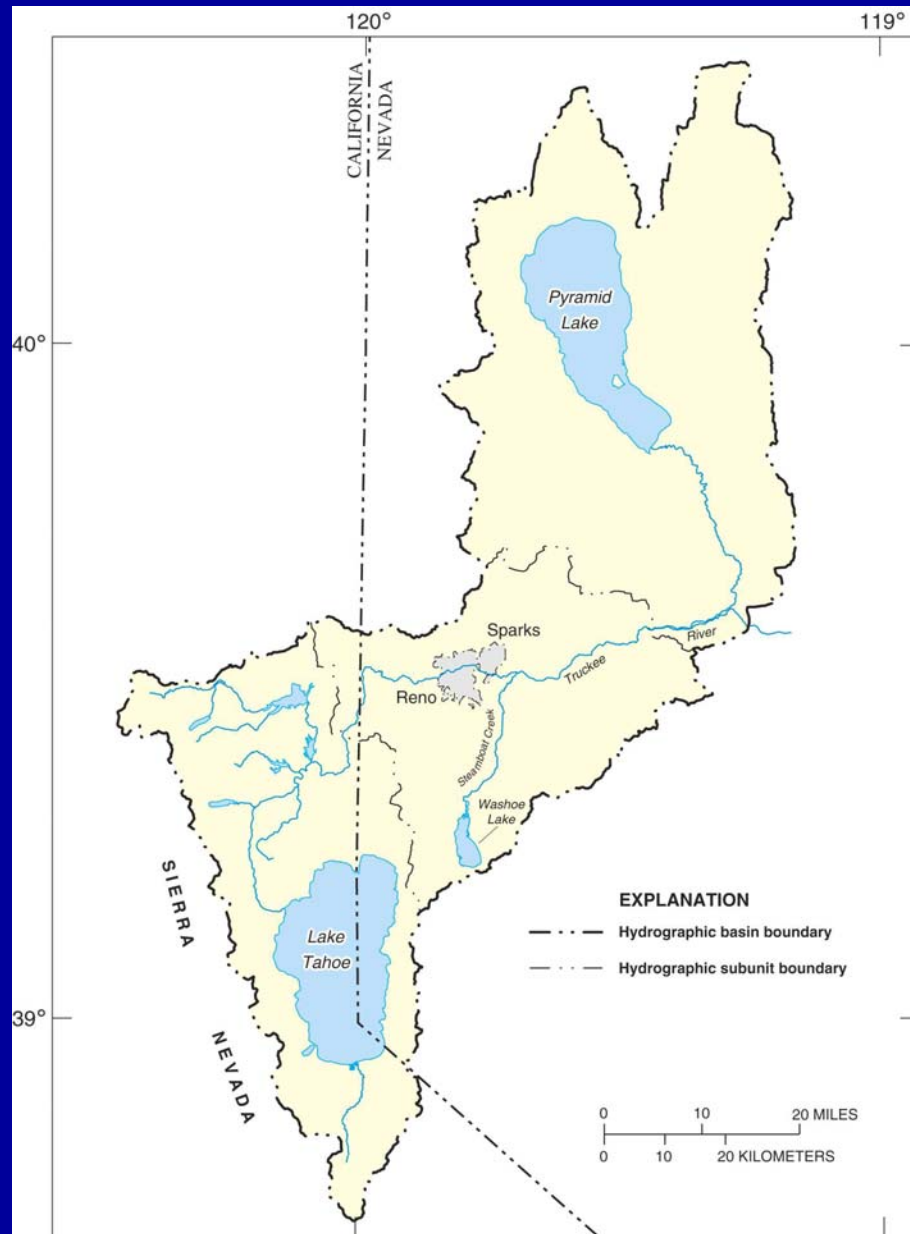 120°
119°
CALIFORNIA
NEVADA
Pyramid
Lake
40°
Sparks
River
Truckee
Reno
Steamboat Creek
Washoe
Lake
SIERRA
NEVADA
EXPLANATION
Hydrographic basin boundary
Hydrographic subunit boundary
Lake
Tahoe
39°
0 10 20 MILES
0 10 20 KILOMETERS